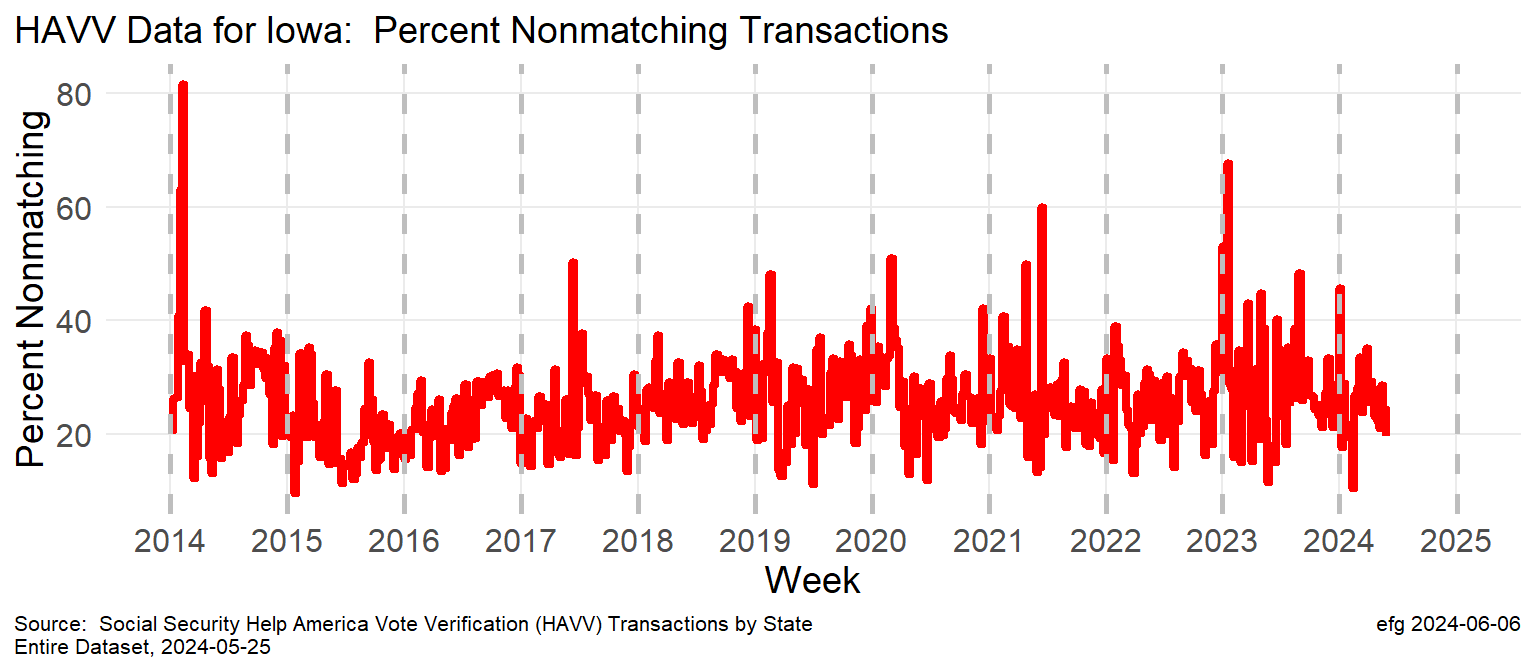 HAVV Data for Iowa:  Percent Nonmatching Transactions
Percent Nonmatching
80
60
40
20
2014 2015 2016 2017 2018 2019 2020 2021 2022 2023 2024 2025
Week
Source:  Social Security Help America Vote Verification (HAVV) Transactions by State
Entire Dataset, 2024-05-25
efg 2024-06-06